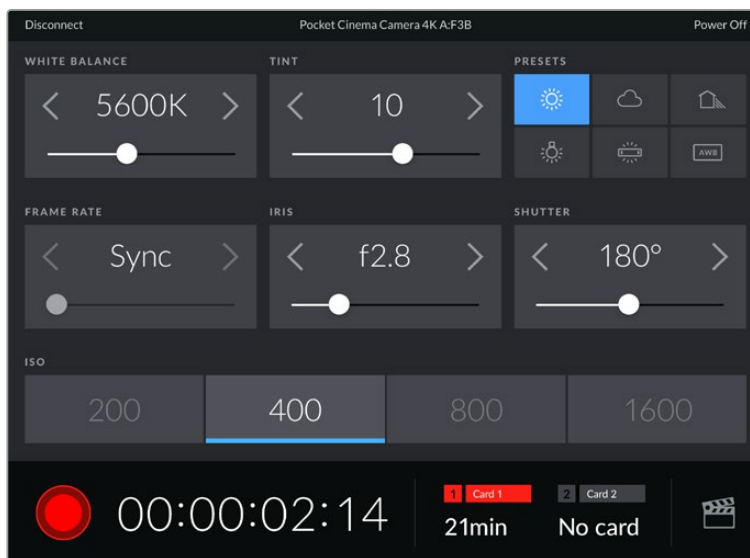 Disconnect Pocket Cinema Camera 4K A:F3B Power Off
WHITE BALANCE TINT PRESETS
5600K 10
AWB
FRAME RATE IRIS SHUTTER
Sync f2.8 180°
ISO
200 400 800 1600
00:00:02:14
1 Card 1 2 Card 2
21min No card